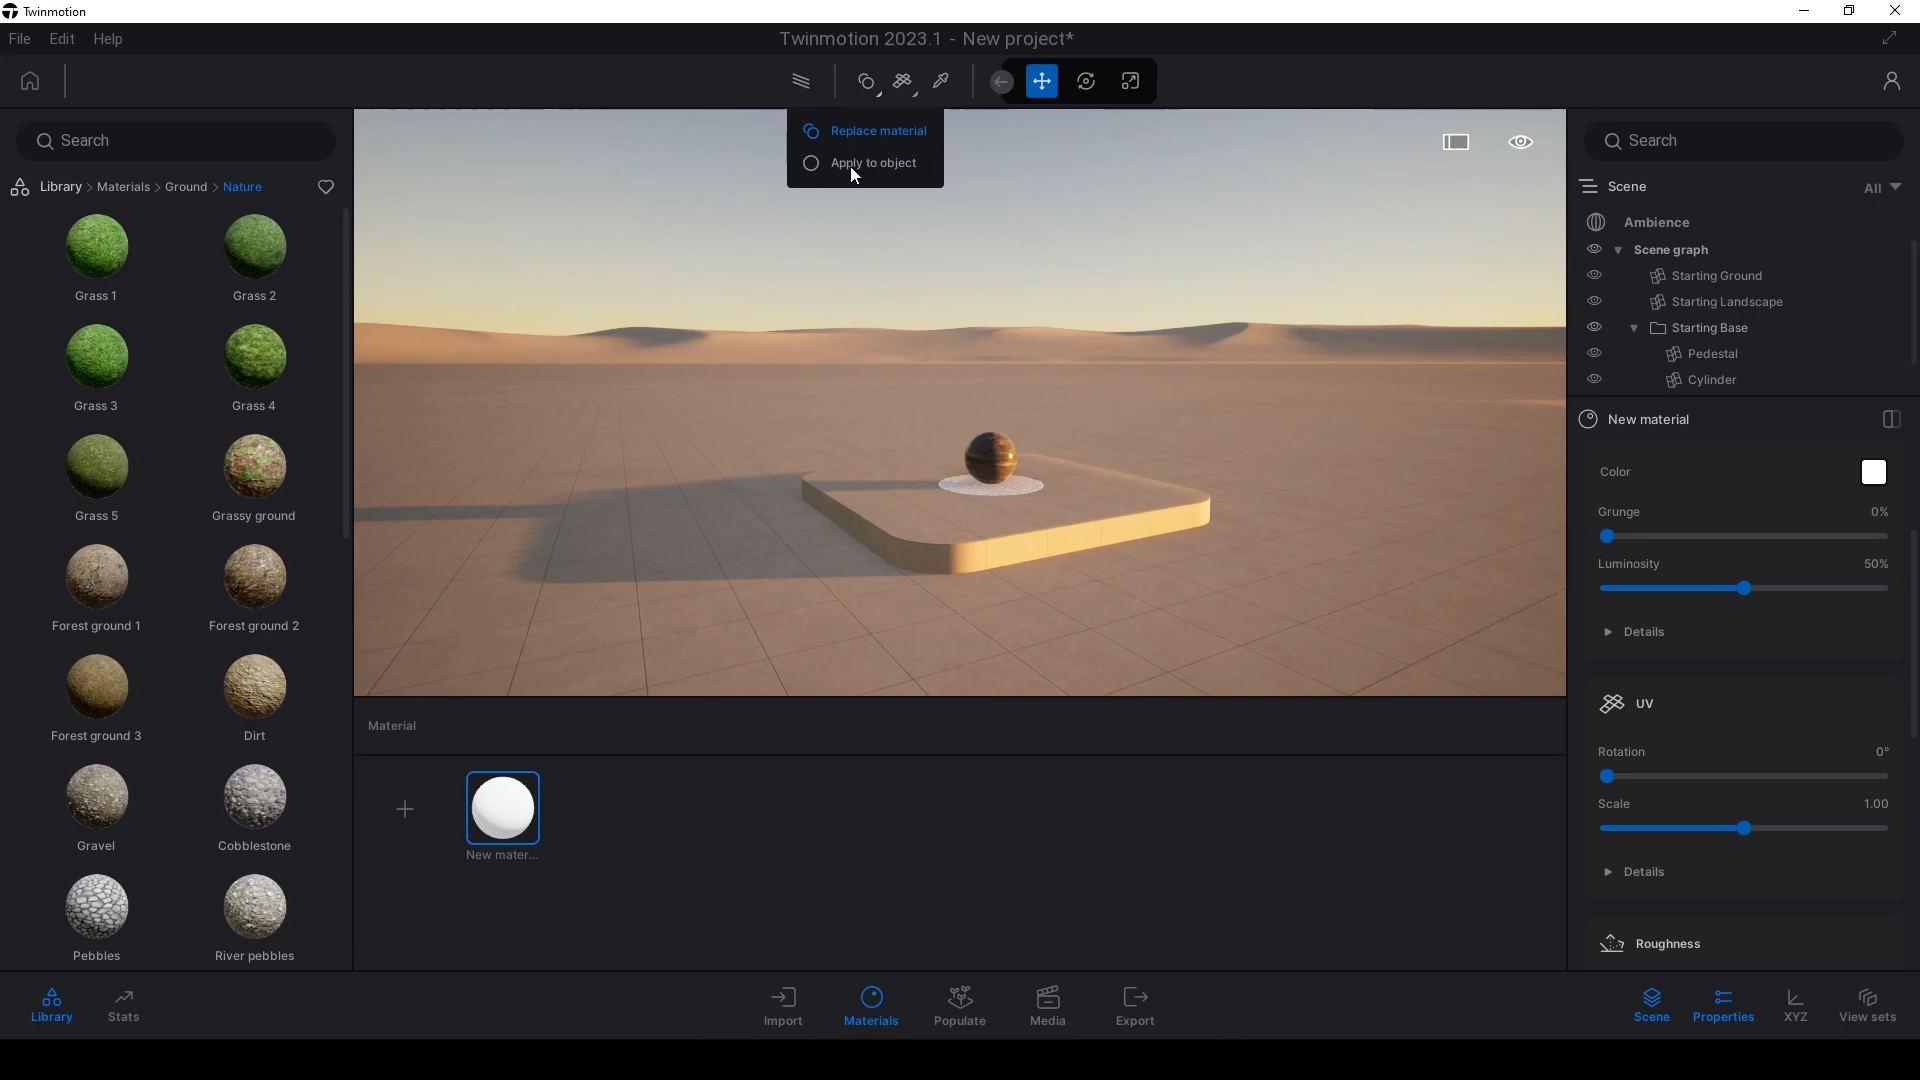 Twinmotion
File Edit Help
Twinmotion 2023.1 - New project*
Replace material
Apply to object
Search
Library > Materials > Ground > Nature
Grass 1 Grass 2
Grass 3 Grass 4
Grass 5 Grassy ground
Forest ground 1 Forest ground 2
Forest ground 3 Dirt
Gravel Cobblestone
Pebbles River pebbles
Material
New mater...
Search
Scene All
Ambience
Scene graph
Starting Ground
Starting Landscape
Starting Base
Pedestal
Cylinder
New material
Color
Grunge 0%
Luminosity 50%
Details
UV
Rotation 0°
Scale 1.00
Details
Roughness
Library Stats Import Materials Populate Media Export Scene Properties XYZ View sets